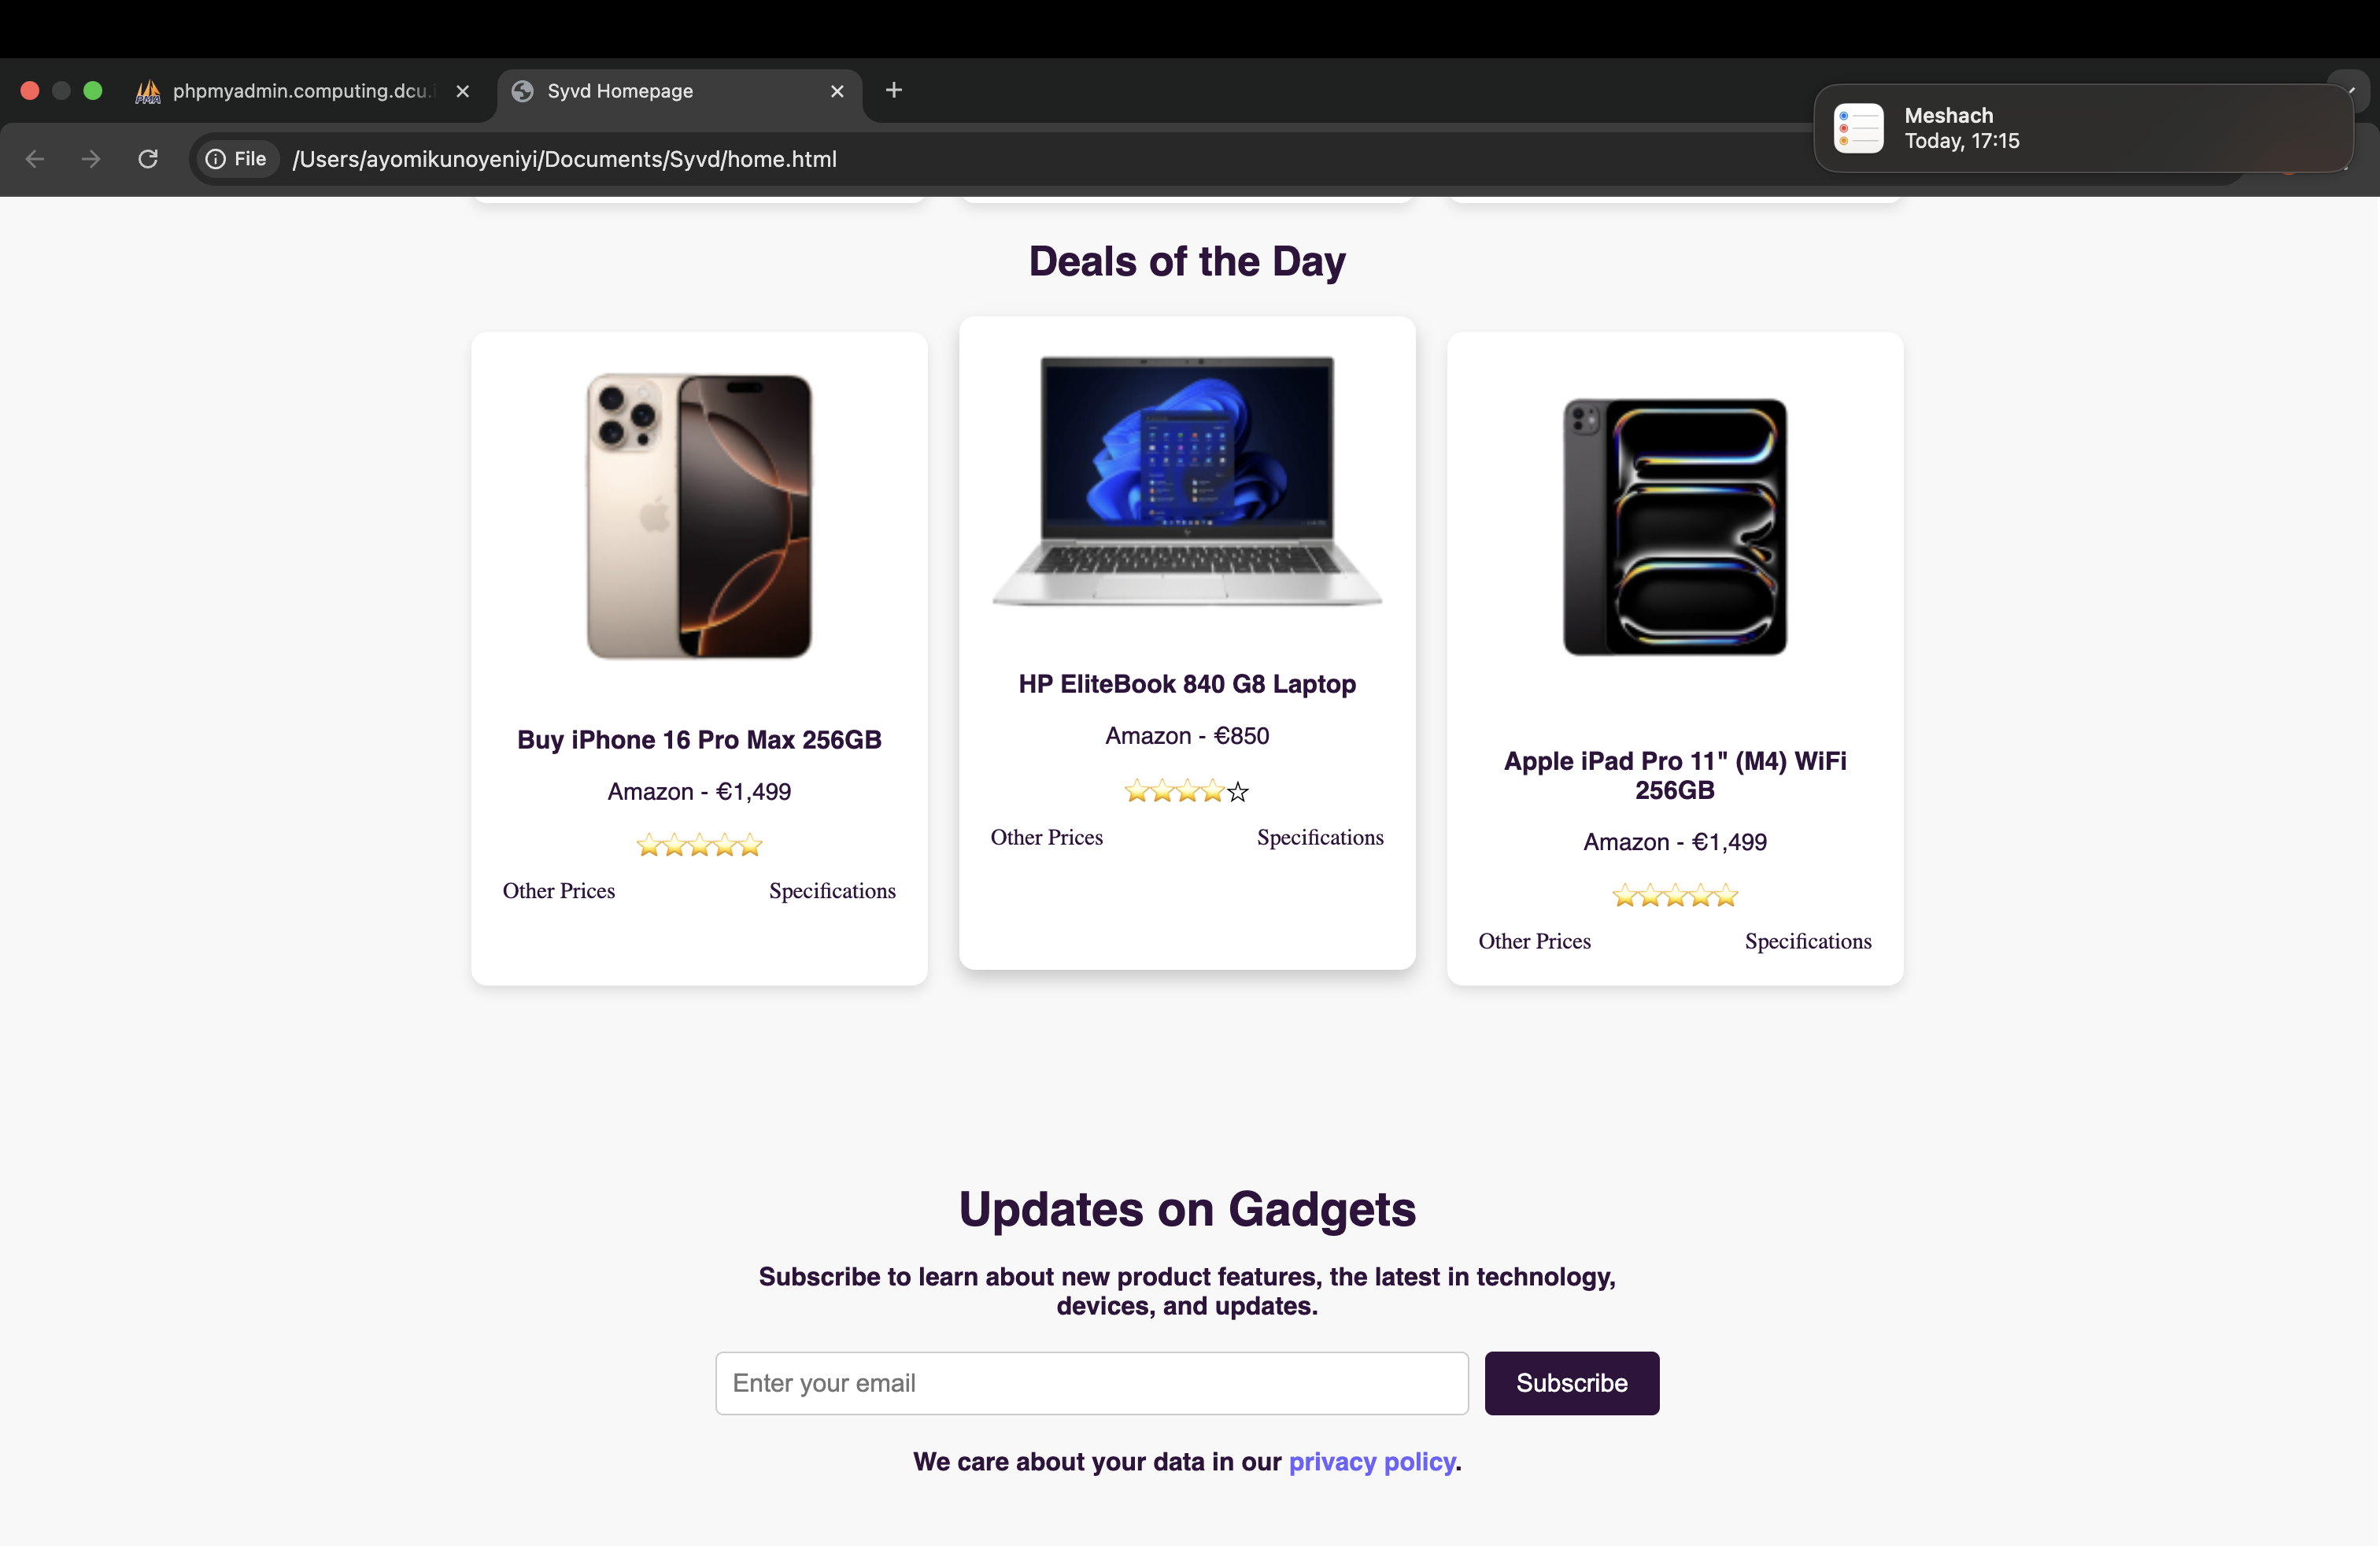 phpmyadmin.computing.dcu.i
Syvd Homepage
Meshach
Today, 17:15
File
/Users/ayomikunoyeniyi/Documents/Syvd/home.html
Deals of the Day
Buy iPhone 16 Pro Max 256GB
Amazon - €1,499
⭐⭐⭐⭐⭐
Other Prices
Specifications
HP EliteBook 840 G8 Laptop
Amazon - €850
⭐⭐⭐⭐☆
Other Prices
Specifications
Apple iPad Pro 11" (M4) WiFi
256GB
Amazon - €1,499
⭐⭐⭐⭐⭐
Other Prices
Specifications
Updates on Gadgets
Subscribe to learn about new product features, the latest in technology,
devices, and updates.
Enter your email
Subscribe
We care about your data in our privacy policy.